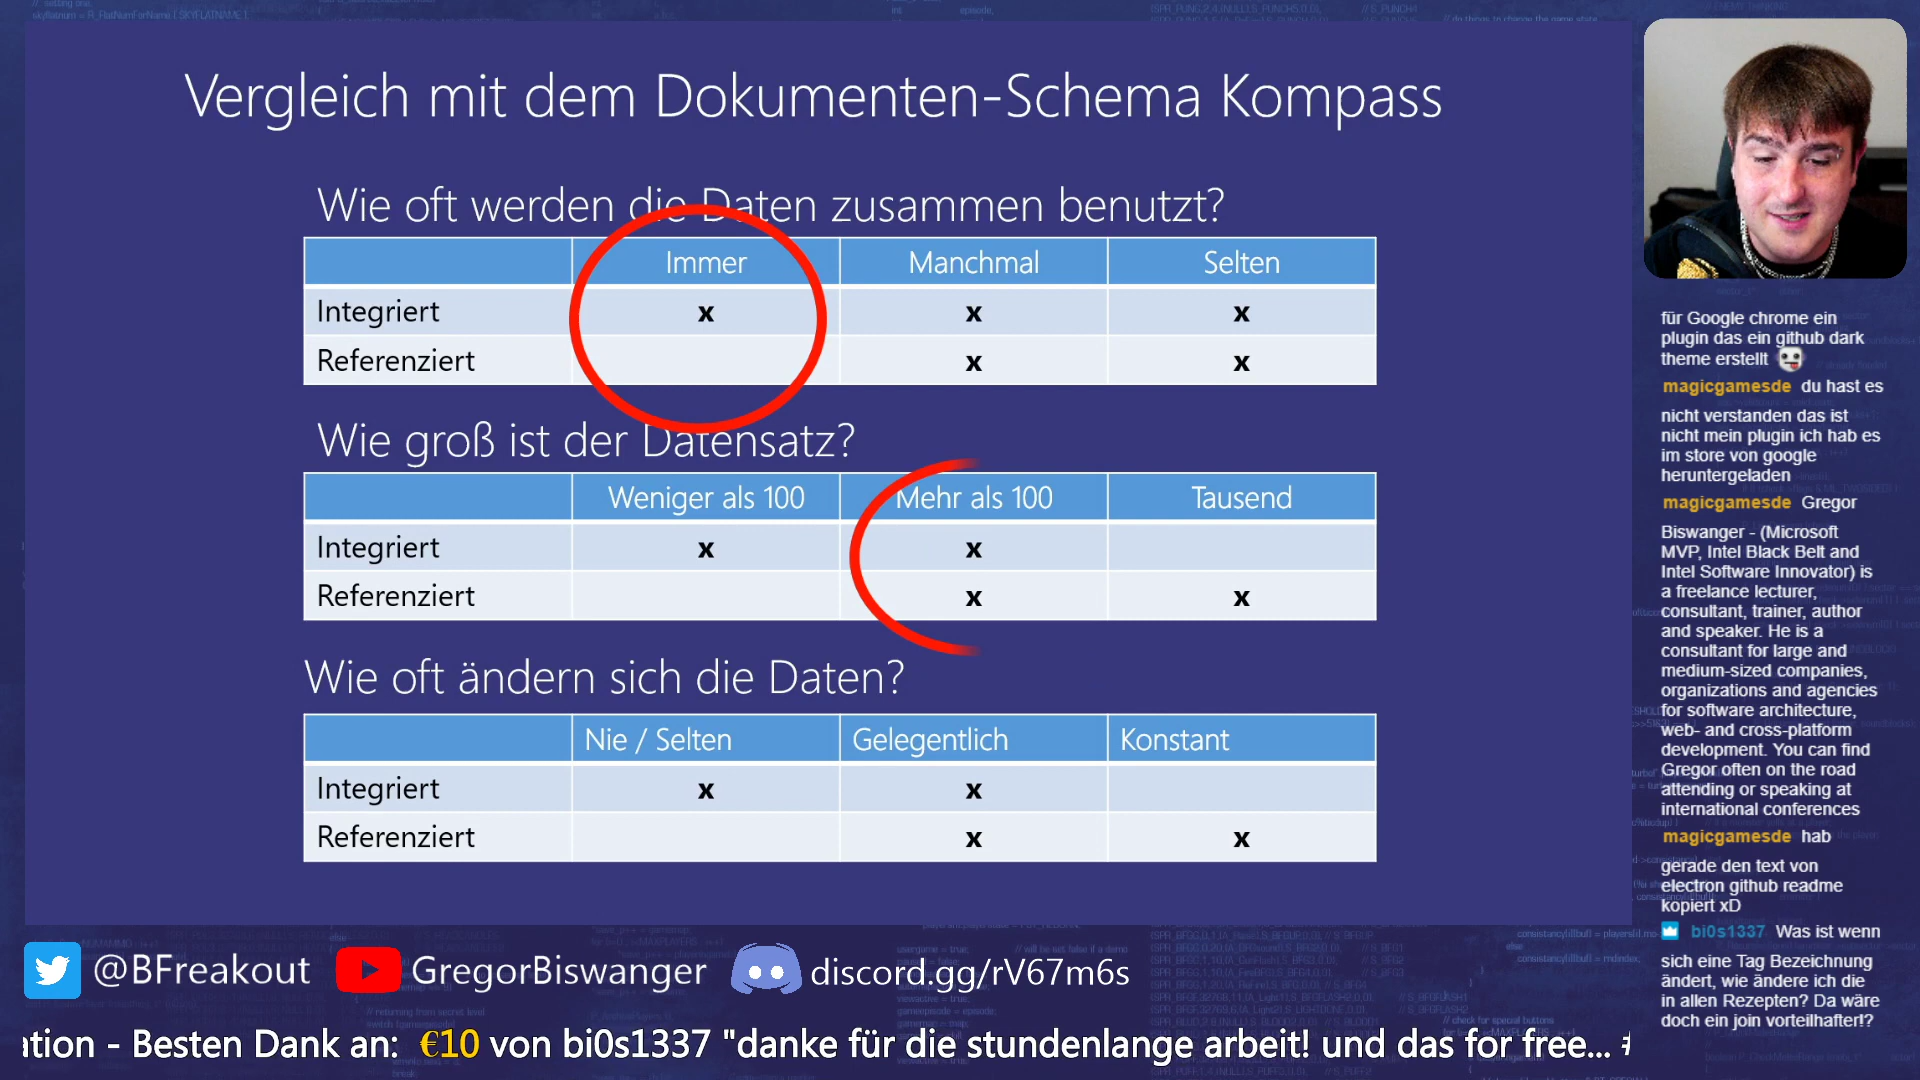 Vergleich mit dem Dokumenten-Schema Kompass
Wie oft werden die Daten zusammen benutzt?
Immer Manchmal Selten
Integriert x x x
Referenziert x x
Wie groß ist der Datensatz?
Weniger als 100 Mehr als 100 Tausend
Integriert x x
Referenziert x x
Wie oft ändern sich die Daten?
Nie / Selten Gelegentlich Konstant
Integriert x x
Referenziert x x
für Google chrome ein
plugin das ein github dark
theme erstellt
magicgamesde du hast es
nicht verstanden das ist
nicht mein plugin ich hab es
im store von google
heruntergeladen
magicgamesde Gregor
Biswanger - (Microsoft
MVP, Intel Black Belt and
Intel Software Innovator) is
a freelance lecturer,
consultant, trainer, author
and speaker. He is a
consultant for large and
medium-sized companies,
organizations and agencies
for software architecture,
web- and cross-platform
development. You can find
Gregor often on the road
attending or speaking at
international conferences
magicgamesde hab
gerade den text von
electron github readme
kopiert xD
bi0s1337 Was ist wenn
sich eine Tag Bezeichnung
ändert, wie ändere ich die
in allen Rezepten? Da wäre
doch ein join vorteilhafter!?
@BFreakout GregorBiswanger discord.gg/rV67m6s
ation - Besten Dank an: €10 von bi0s1337 "danke für die stundenlange arbeit! und das for free...